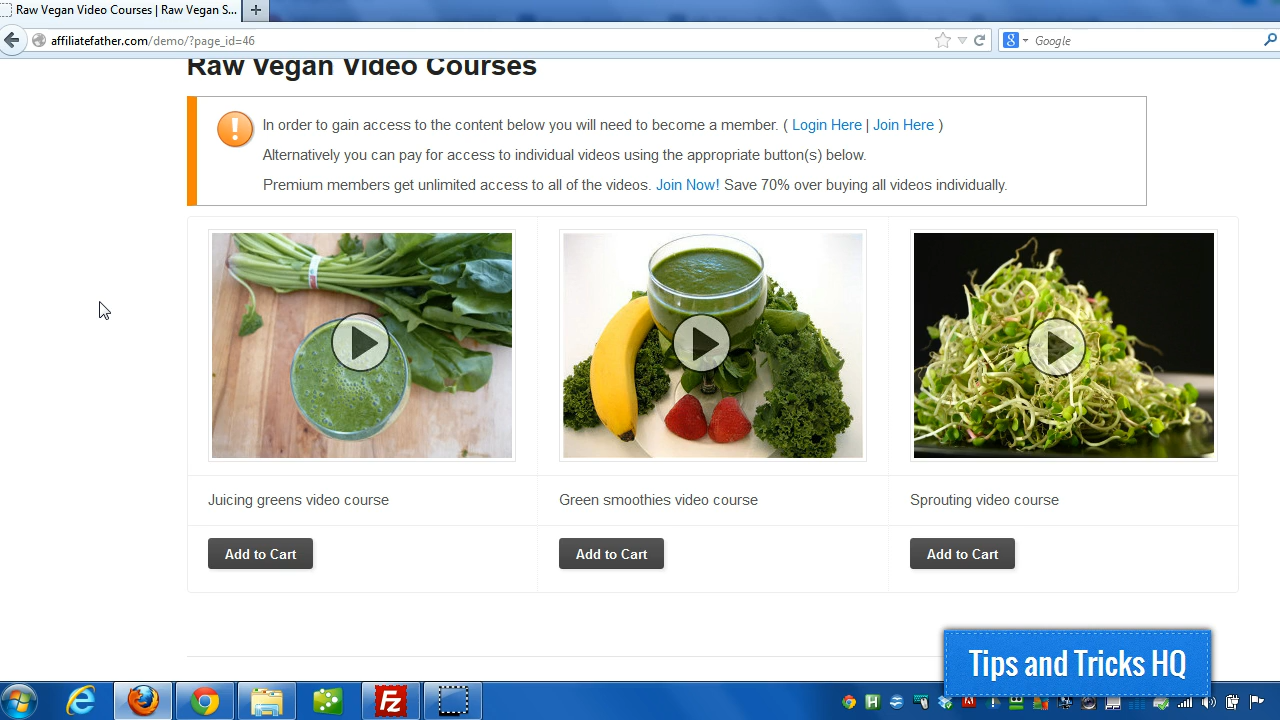 Raw Vegan Video Courses | Raw Vegan S...
affiliatefather.com/demo/?page_id=46
Google
Raw Vegan Video Courses
In order to gain access to the content below you will need to become a member. ( Login Here | Join Here )
Alternatively you can pay for access to individual videos using the appropriate button(s) below.
Premium members get unlimited access to all of the videos. Join Now! Save 70% over buying all videos individually.
Juicing greens video course
Green smoothies video course
Sprouting video course
Add to Cart
Add to Cart
Add to Cart
Tips and Tricks HQ